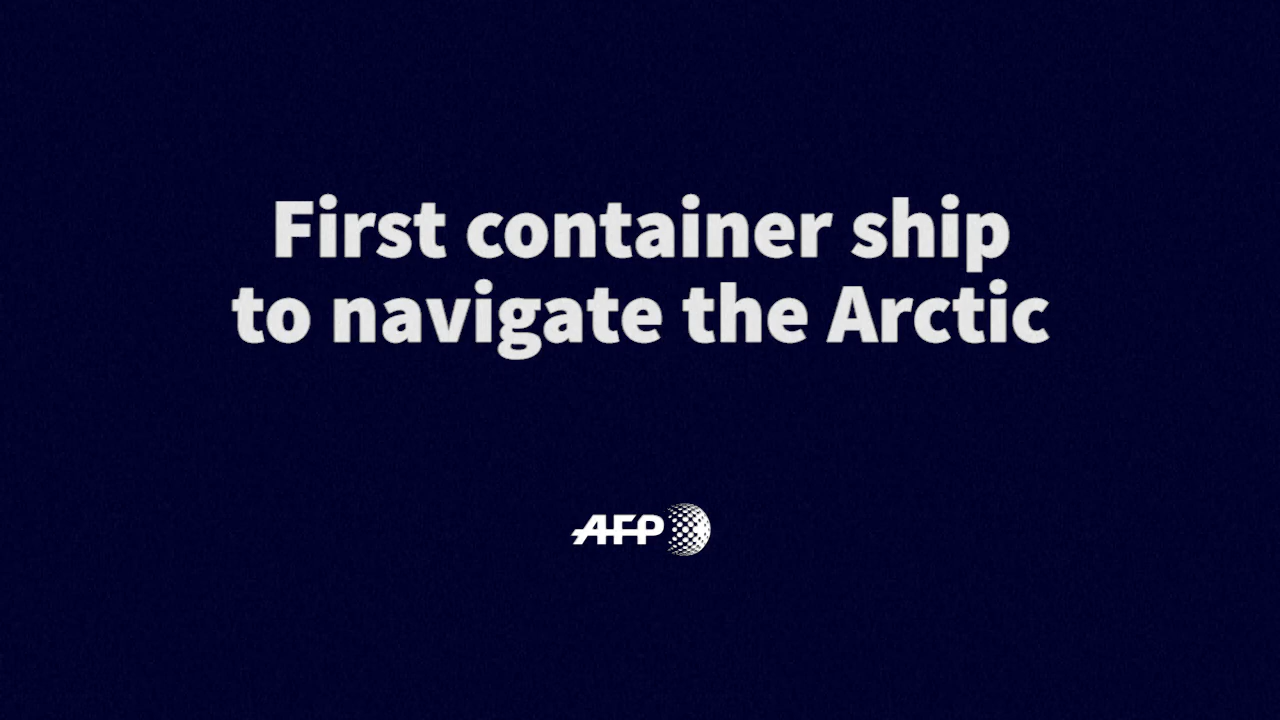 First container ship
to navigate the Arctic
AFP